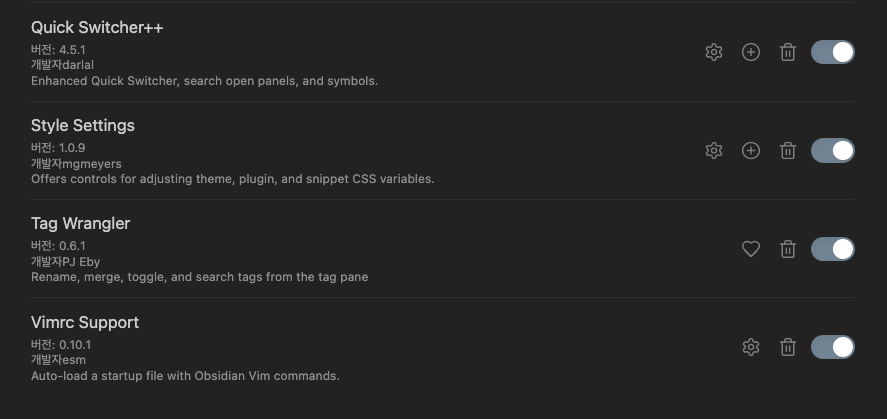 Quick Switcher++
버전: 4.5.1
개발자darlal
Enhanced Quick Switcher, search open panels, and symbols.
Style Settings
버전: 1.0.9
개발자mgmeyers
Offers controls for adjusting theme, plugin, and snippet CSS variables.
Tag Wrangler
버전: 0.6.1
개발자PJ Eby
Rename, merge, toggle, and search tags from the tag pane
Vimrc Support
버전: 0.10.1
개발자esm
Auto-load a startup file with Obsidian Vim commands.